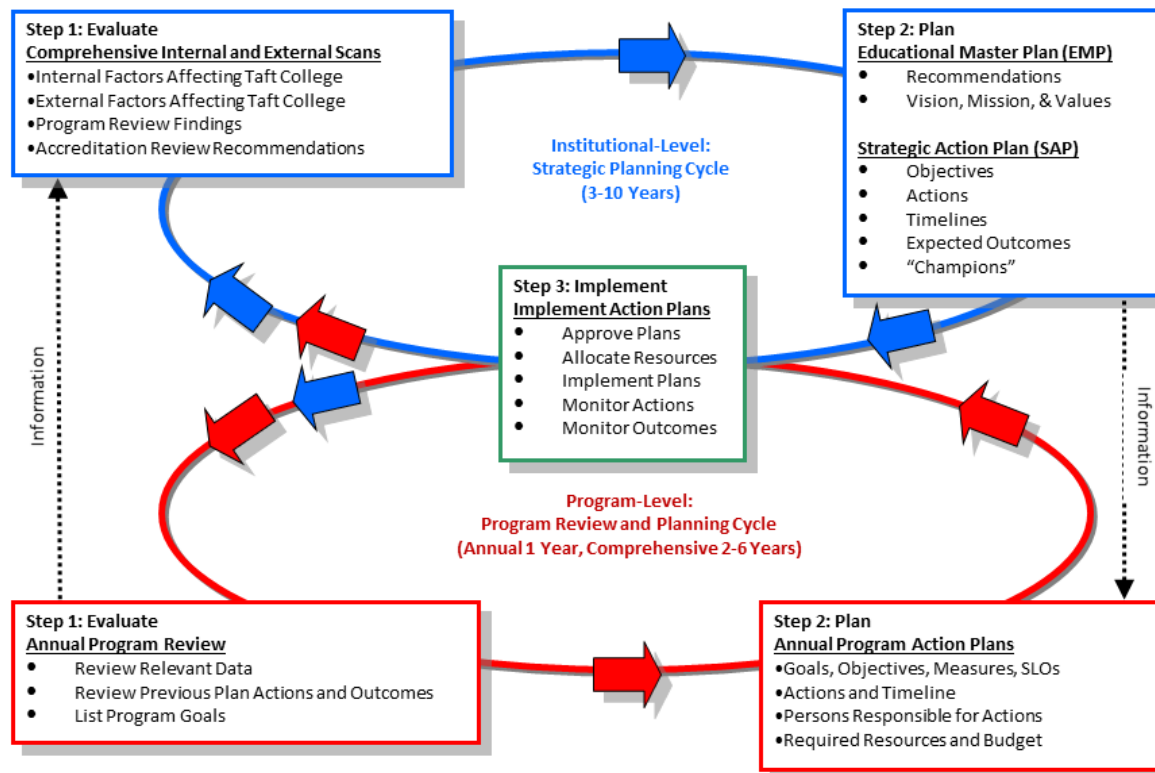 Step 1: Evaluate
Comprehensive Internal and External Scans
•Internal Factors Affecting Taft College
•External Factors Affecting Taft College
•Program Review Findings
•Accreditation Review Recommendations
Step 2: Plan
Educational Master Plan (EMP)
• Recommendations
• Vision, Mission, & Values
Strategic Action Plan (SAP)
• Objectives
• Actions
• Timelines
• Expected Outcomes
• “Champions”
Institutional-Level:
Strategic Planning Cycle
(3-10 Years)
Step 3: Implement
Implement Action Plans
• Approve Plans
• Allocate Resources
• Implement Plans
• Monitor Actions
• Monitor Outcomes
Information
Information
Program-Level:
Program Review and Planning Cycle
(Annual 1 Year, Comprehensive 2-6 Years)
Step 1: Evaluate
Annual Program Review
• Review Relevant Data
• Review Previous Plan Actions and Outcomes
• List Program Goals
Step 2: Plan
Annual Program Action Plans
•Goals, Objectives, Measures, SLOs
•Actions and Timeline
•Persons Responsible for Actions
•Required Resources and Budget